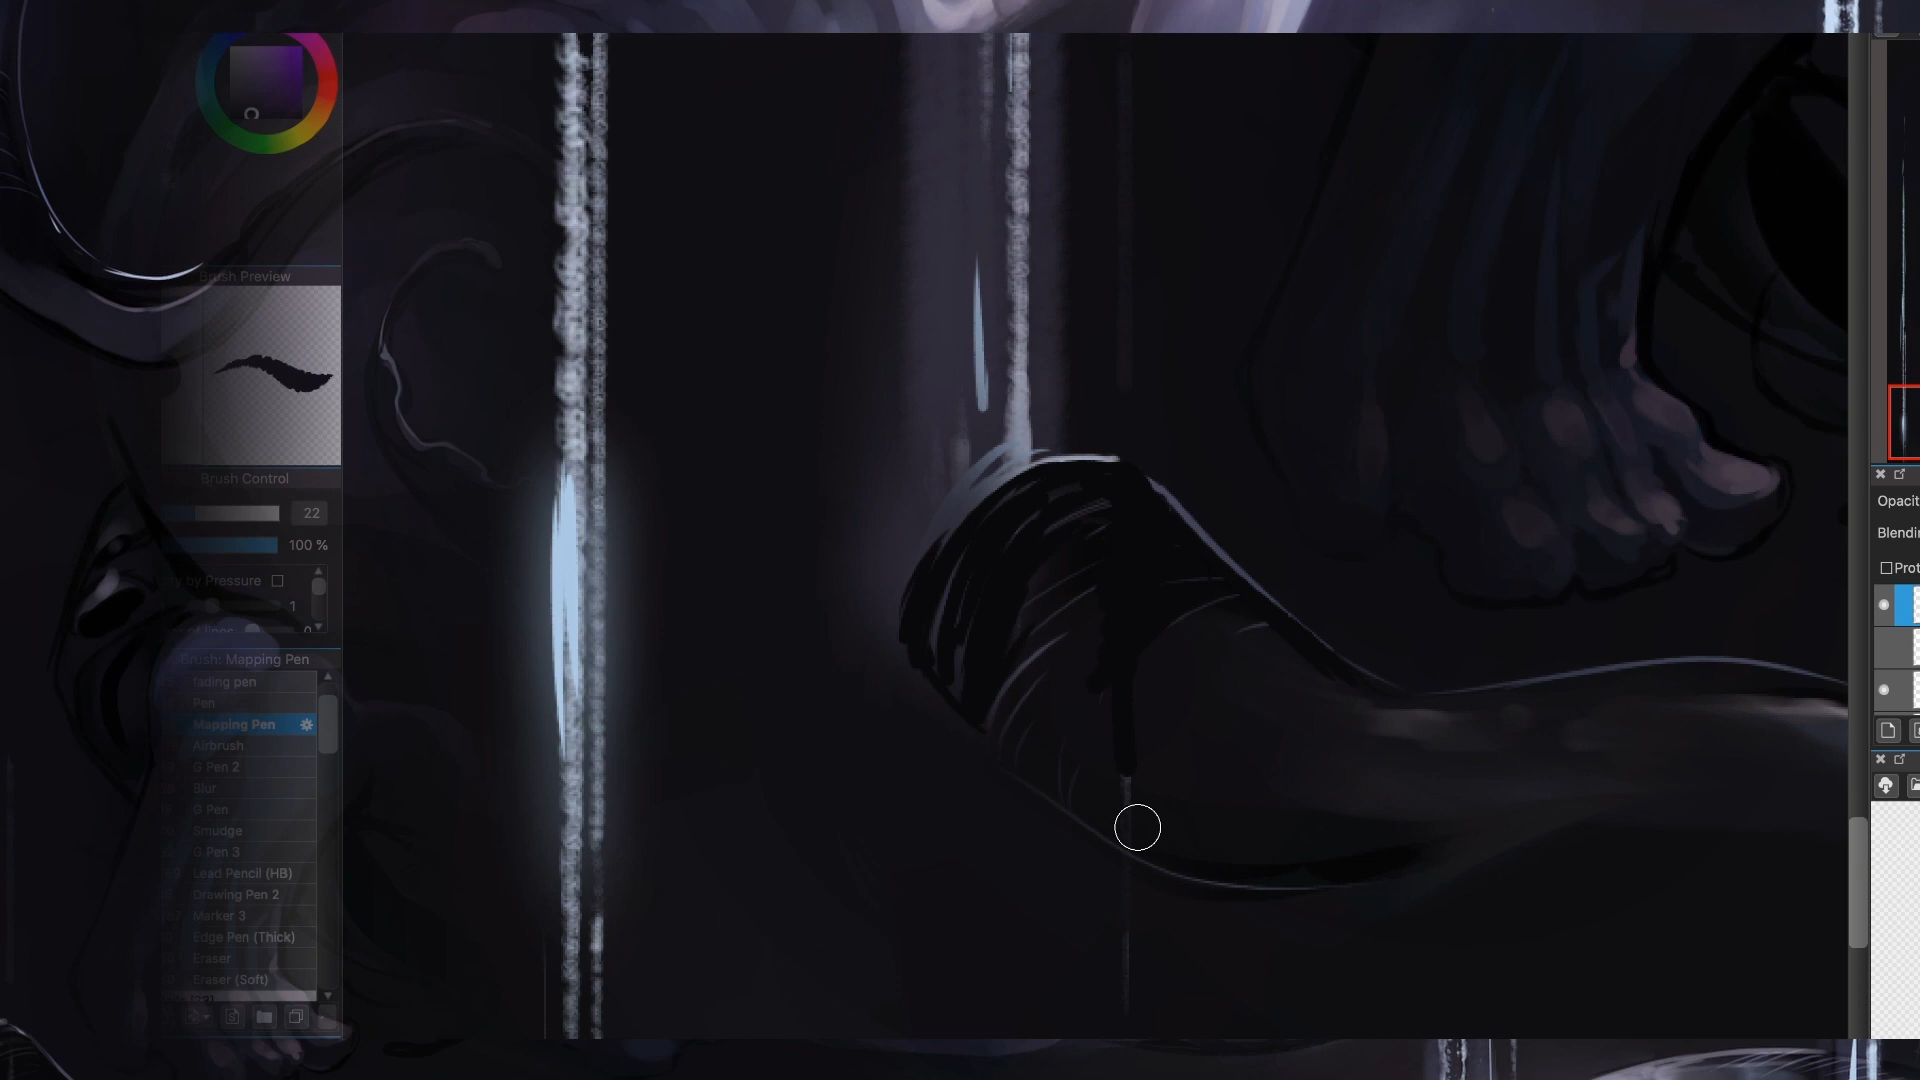 Brush Preview
Brush Control
22
100 %
by Pressure
1
0
Brush: Mapping Pen
fading pen
Pen
Mapping Pen
Airbrush
G Pen 2
Blur
G Pen
Smudge
G Pen 3
Lead Pencil (HB)
Drawing Pen 2
Marker 3
Edge Pen (Thick)
Eraser
Eraser (Soft)
Opacit
Blendin
Prot